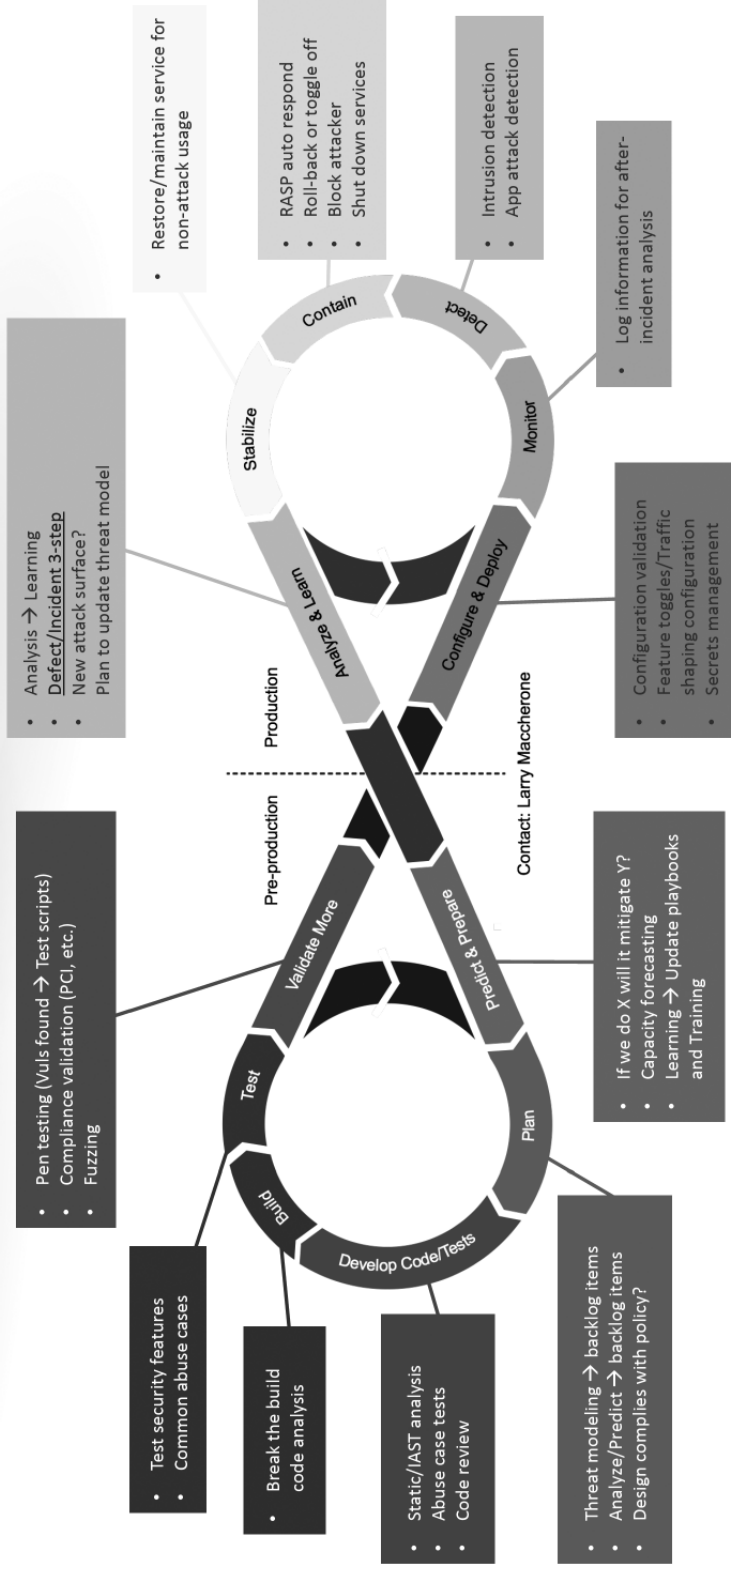 Pen testing (Vuls found → Test scripts)
Compliance validation (PCI, etc.)
Fuzzing
Analysis → Learning
Defect/Incident 3-step
New attack surface?
Plan to update threat model
Test security features
Common abuse cases
Restore/maintain service for
non-attack usage
Break the build
code analysis
RASP auto respond
Roll-back or toggle off
Block attacker
Shut down services
Static/IAST analysis
Abuse case tests
Code review
Intrusion detection
App attack detection
Threat modeling → backlog items
Analyze/Predict → backlog items
Design complies with policy?
If we do X will it mitigate Y?
Capacity forecasting
Learning → Update playbooks
and Training
Configuration validation
Feature toggles/Traffic
shaping configuration
Secrets management
Log information for after-
incident analysis
Pre-production
Production
Test
Validate More
Build
Develop Code/Tests
Plan
Predict & Prepare
Analyze & Learn
Stabilize
Contain
Detect
Monitor
Configure & Deploy
Contact: Larry Maccherone